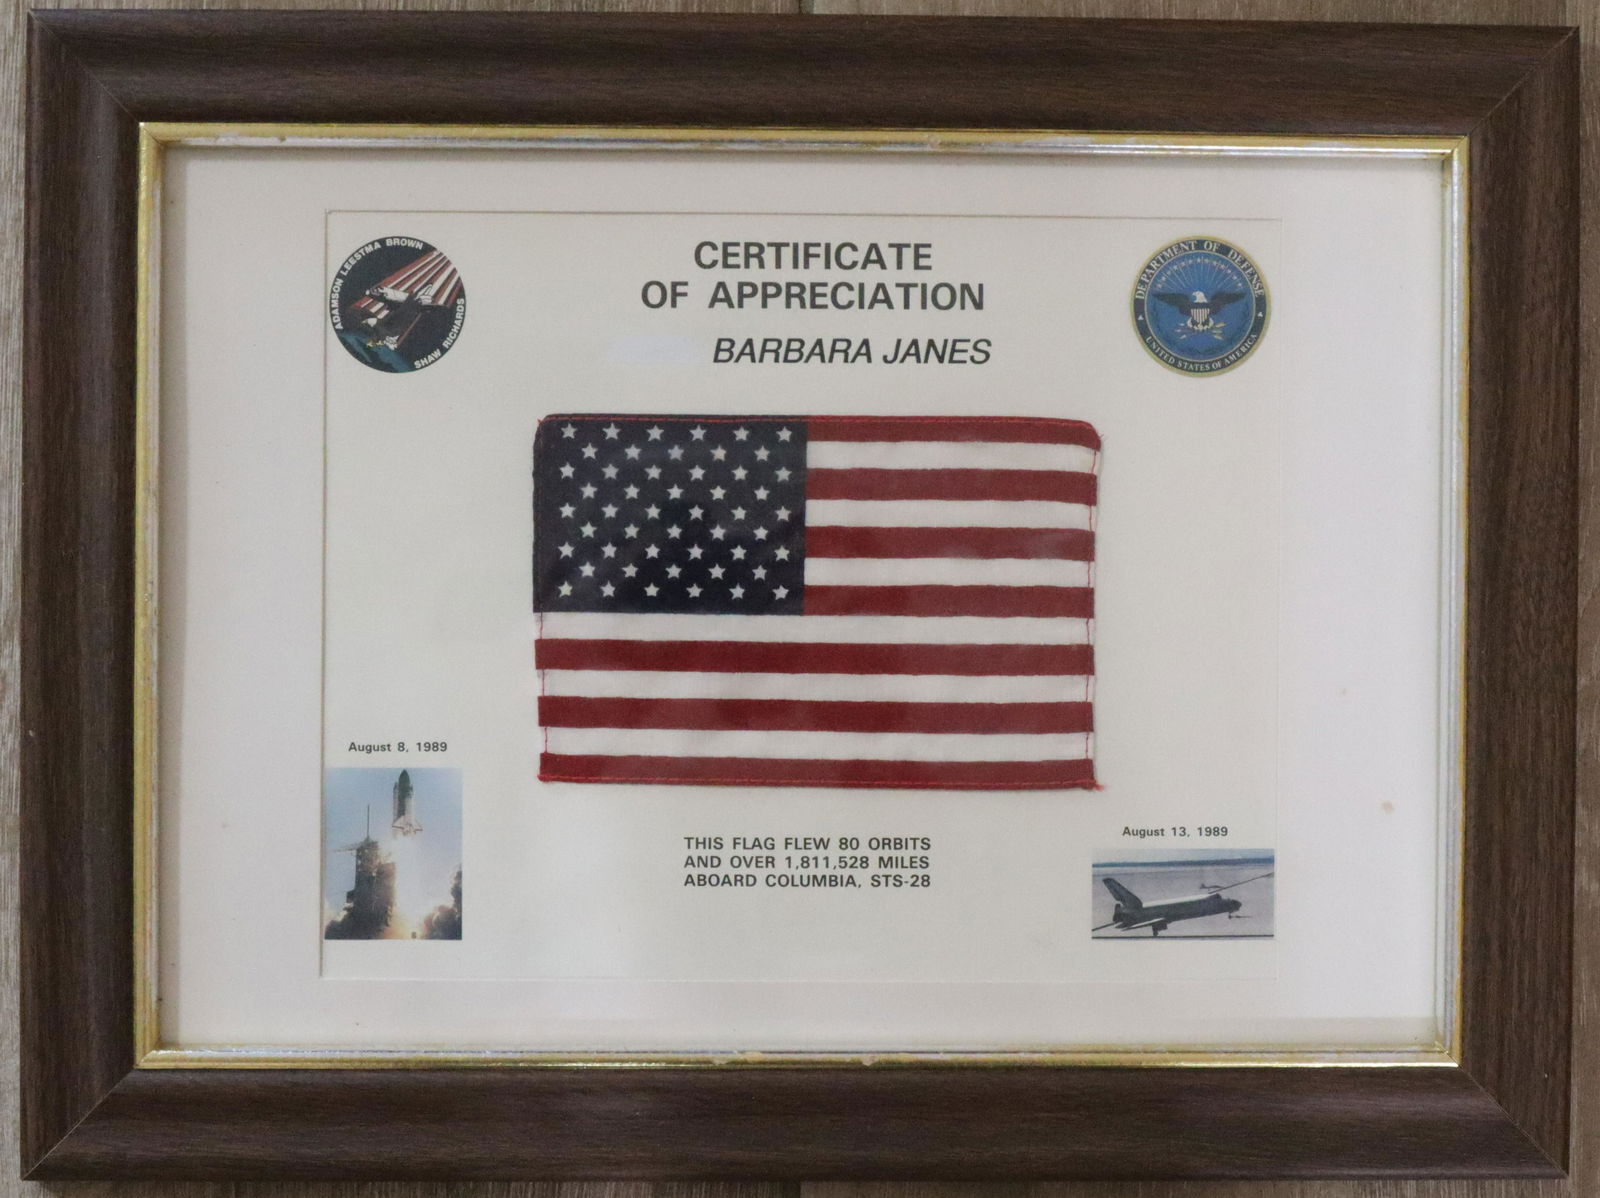 ADAMSON LEESTMA BROWN
SHAW RICHARDS
CERTIFICATE
OF APPRECIATION
BARBARA JANES
DEPARTMENT OF DEFENSE
UNITED STATES OF AMERICA
August 8, 1989
THIS FLAG FLEW 80 ORBITS
AND OVER 1,811,528 MILES
ABOARD COLUMBIA, STS-28
August 13, 1989